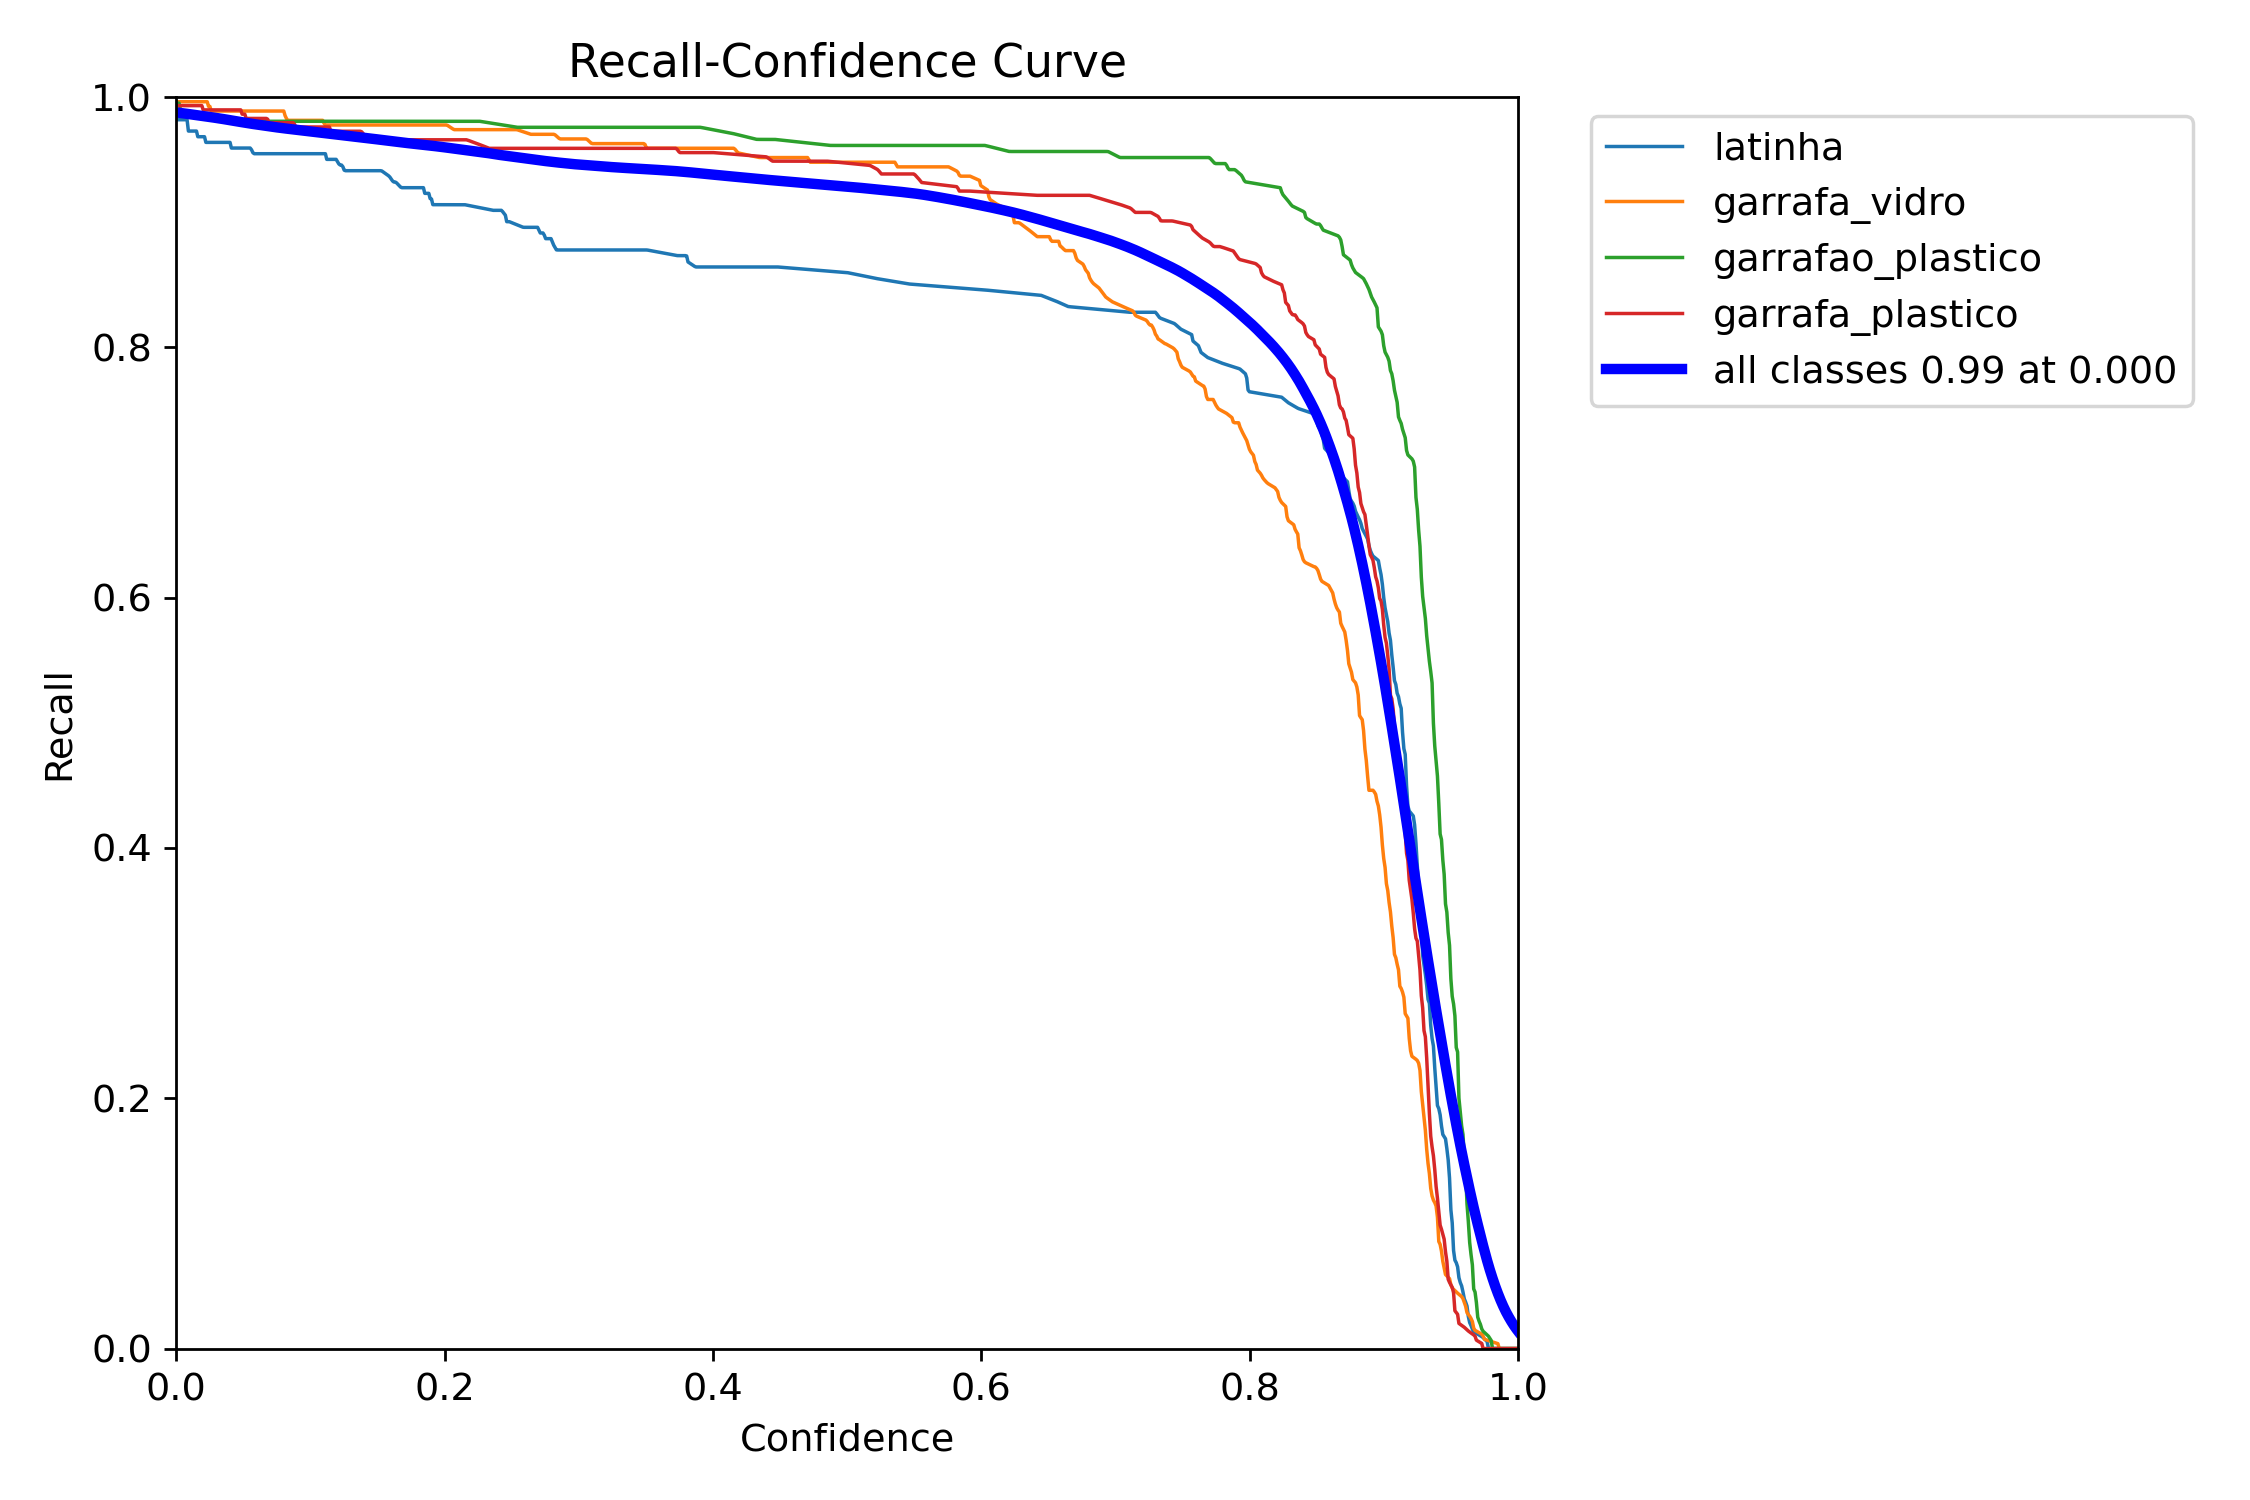 Recall-Confidence Curve
1.0
0.8
0.6
0.4
0.2
0.0
Recall
0.0 0.2 0.4 0.6 0.8 1.0
Confidence
latinha
garrafa_vidro
garrafao_plastico
garrafa_plastico
all classes 0.99 at 0.000